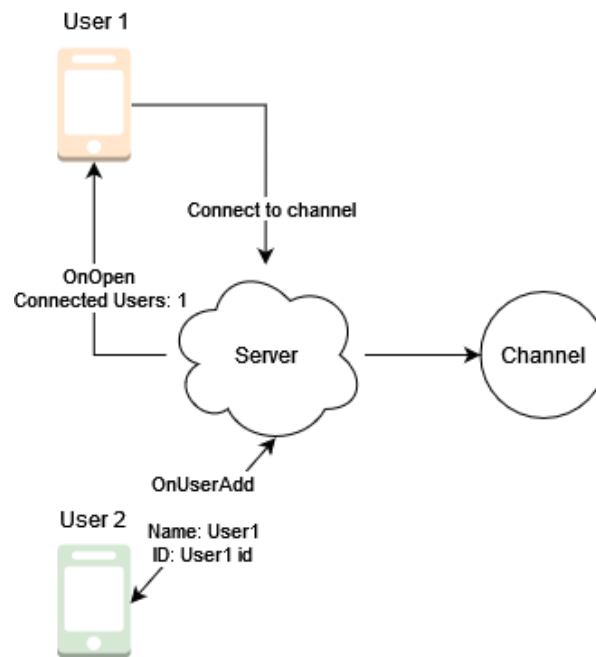 User 1
Connect to channel
OnOpen
Connected Users: 1
Server
Channel
OnUserAdd
User 2
Name: User1
ID: User1 id